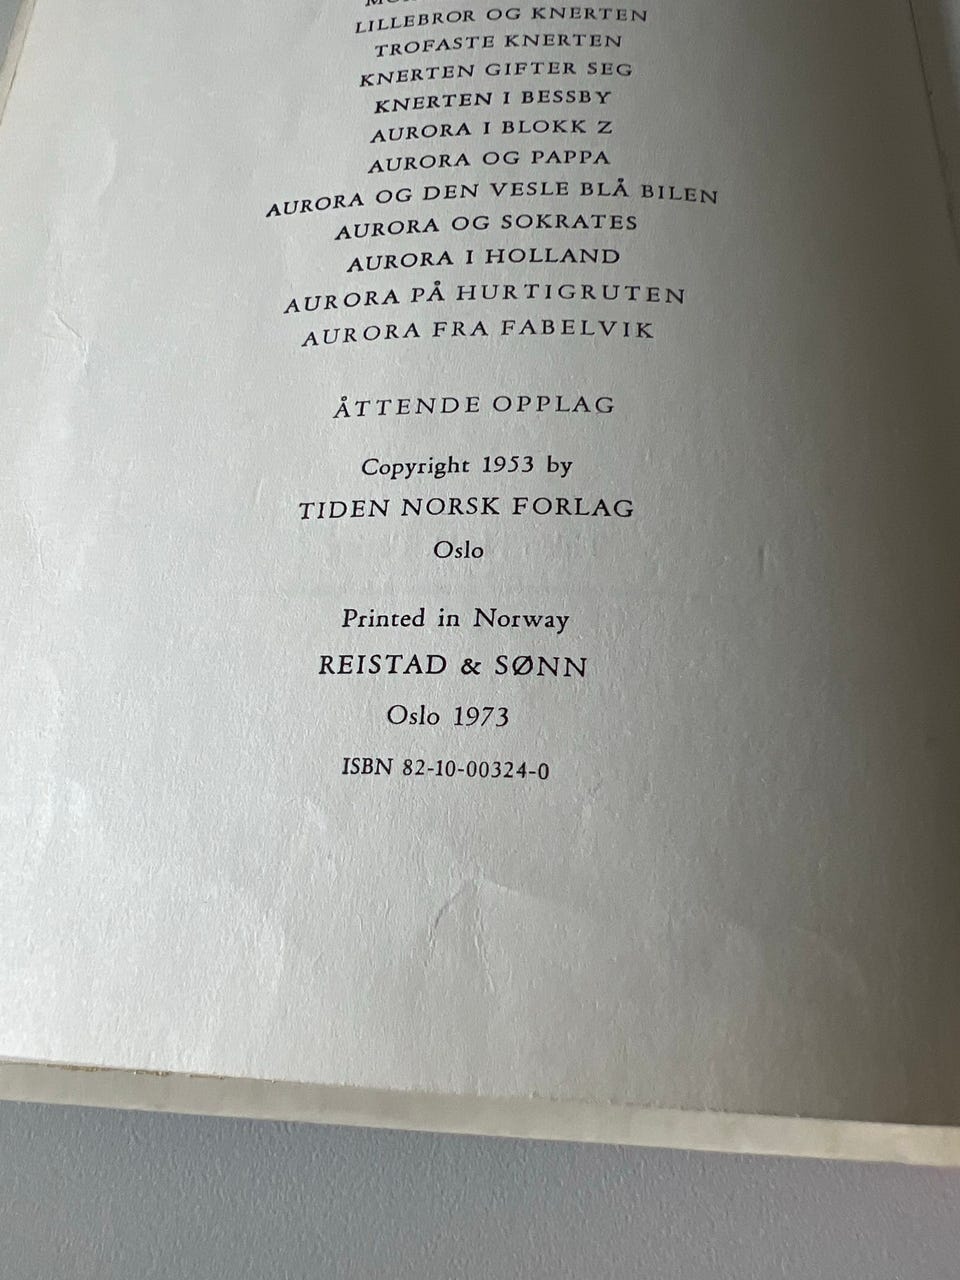 LILLEBROR OG KNERTEN
TROFASTE KNERTEN
KNERTEN GIFTER SEG
KNERTEN I BESSBY
AURORA I BLOKK Z
AURORA OG PAPPA
AURORA OG DEN VESLE BLÅ BILEN
AURORA OG SOKRATES
AURORA I HOLLAND
AURORA PÅ HURTIGRUTEN
AURORA FRA FABELVIK
ÅTTENDE OPPLAG
Copyright 1953 by
TIDEN NORSK FORLAG
Oslo
Printed in Norway
REISTAD & SØNN
Oslo 1973
ISBN 82-10-00324-0